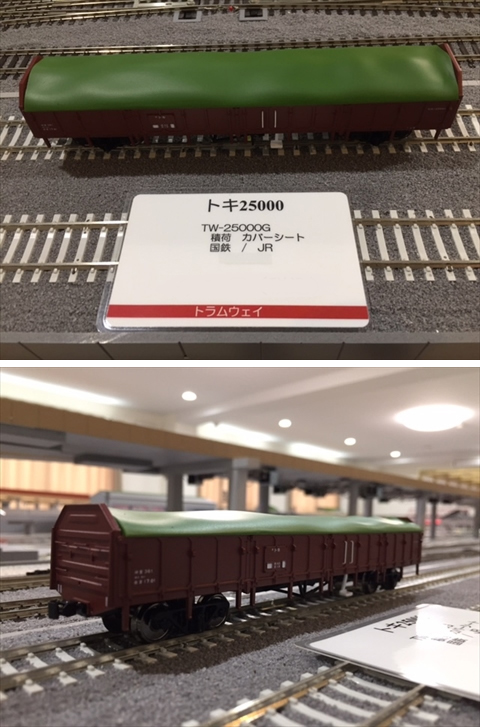 トキ25000
TW-25000G
積荷 カバーシート
国鉄 / JR
トラムウェイ